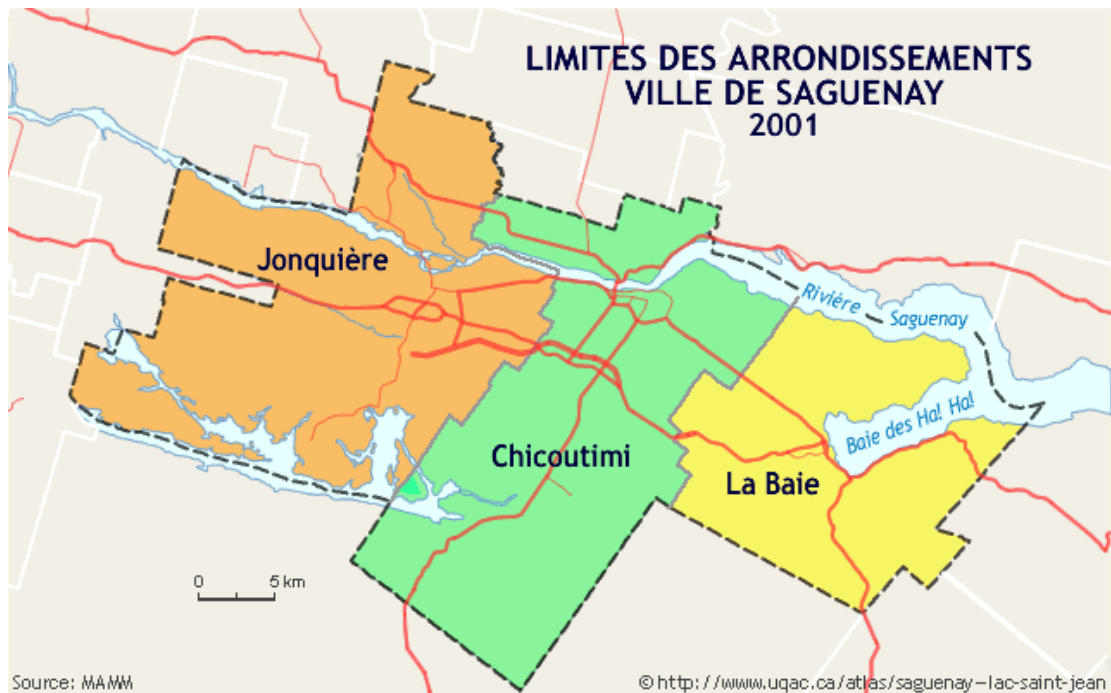 LIMITES DES ARRONDISSEMENTS
VILLE DE SAGUENAY
2001
Jonquière
Rivière Saguenay
Baie des Ha! Ha!
Chicoutimi
La Baie
0 5 km
Source: MAMM
© http://www.uqac.ca/atlas/saguenay-lac-saint-jean